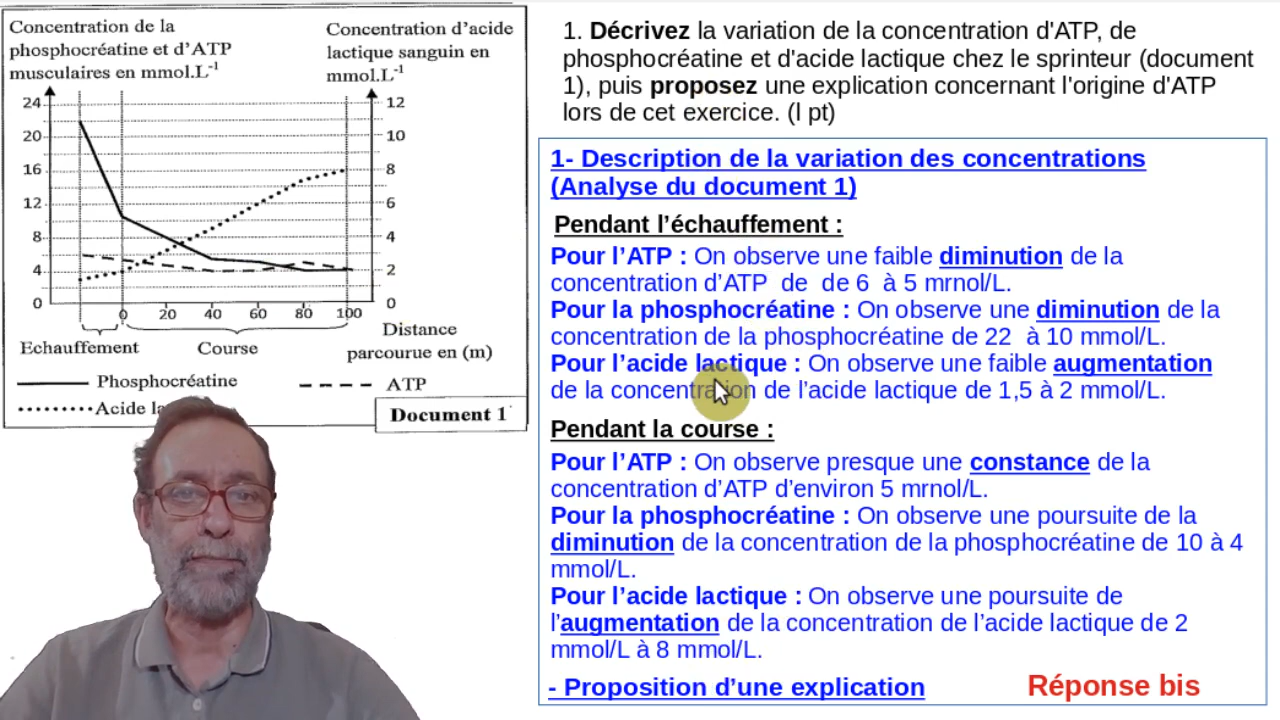 Concentration de la
phosphocréatine et d'ATP
musculaires en mmol.L⁻¹
Concentration d'acide
lactique sanguin en
mmol.L⁻¹
24
20
16
12
8
4
0
12
10
8
6
4
2
0
0 20 40 60 80 100
Echauffement
Course
Distance
parcourue en (m)
Phosphocréatine
ATP
Acide
Document 1
1. Décrivez la variation de la concentration d'ATP, de
phosphocréatine et d'acide lactique chez le sprinteur (document
1), puis proposez une explication concernant l'origine d'ATP
lors de cet exercice. (l pt)
1- Description de la variation des concentrations
(Analyse du document 1)
Pendant l’échauffement :
Pour l’ATP : On observe une faible diminution de la
concentration d’ATP de de 6 à 5 mrnol/L.
Pour la phosphocréatine : On observe une diminution de la
concentration de la phosphocréatine de 22 à 10 mmol/L.
Pour l’acide lactique : On observe une faible augmentation
de la concentration de l’acide lactique de 1,5 à 2 mmol/L.
Pendant la course :
Pour l’ATP : On observe presque une constance de la
concentration d’ATP d’environ 5 mrnol/L.
Pour la phosphocréatine : On observe une poursuite de la
diminution de la concentration de la phosphocréatine de 10 à 4
mmol/L.
Pour l’acide lactique : On observe une poursuite de
l’augmentation de la concentration de l’acide lactique de 2
mmol/L à 8 mmol/L.
- Proposition d’une explication
Réponse bis